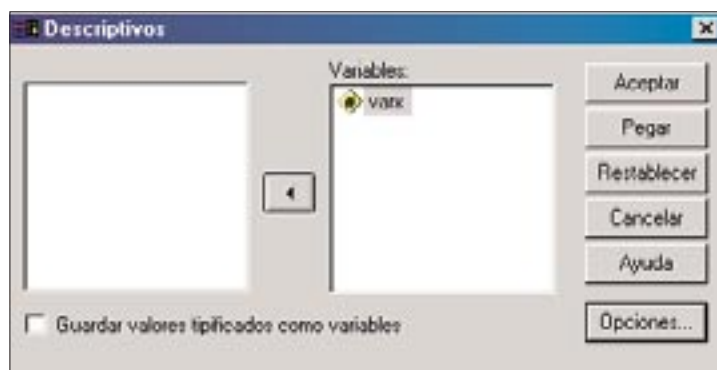 Descriptivos
Variables:
varx
Aceptar
Pegar
Restablecer
Cancelar
Ayuda
Opciones...
Guardar valores tipificados como variables